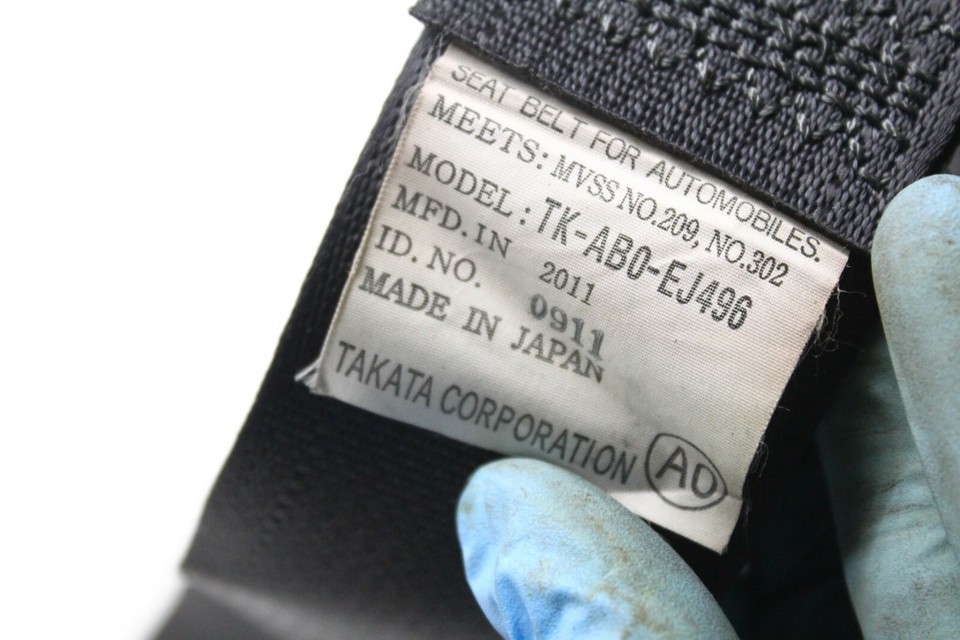 SEAT BELT FOR AUTOMOBILES.
MEETS: MVSS NO.209, NO.302
MODEL: TK-AB0-EJ496
MFD. IN 2011
ID. NO. 0911
MADE IN JAPAN
TAKATA CORPORATION AO